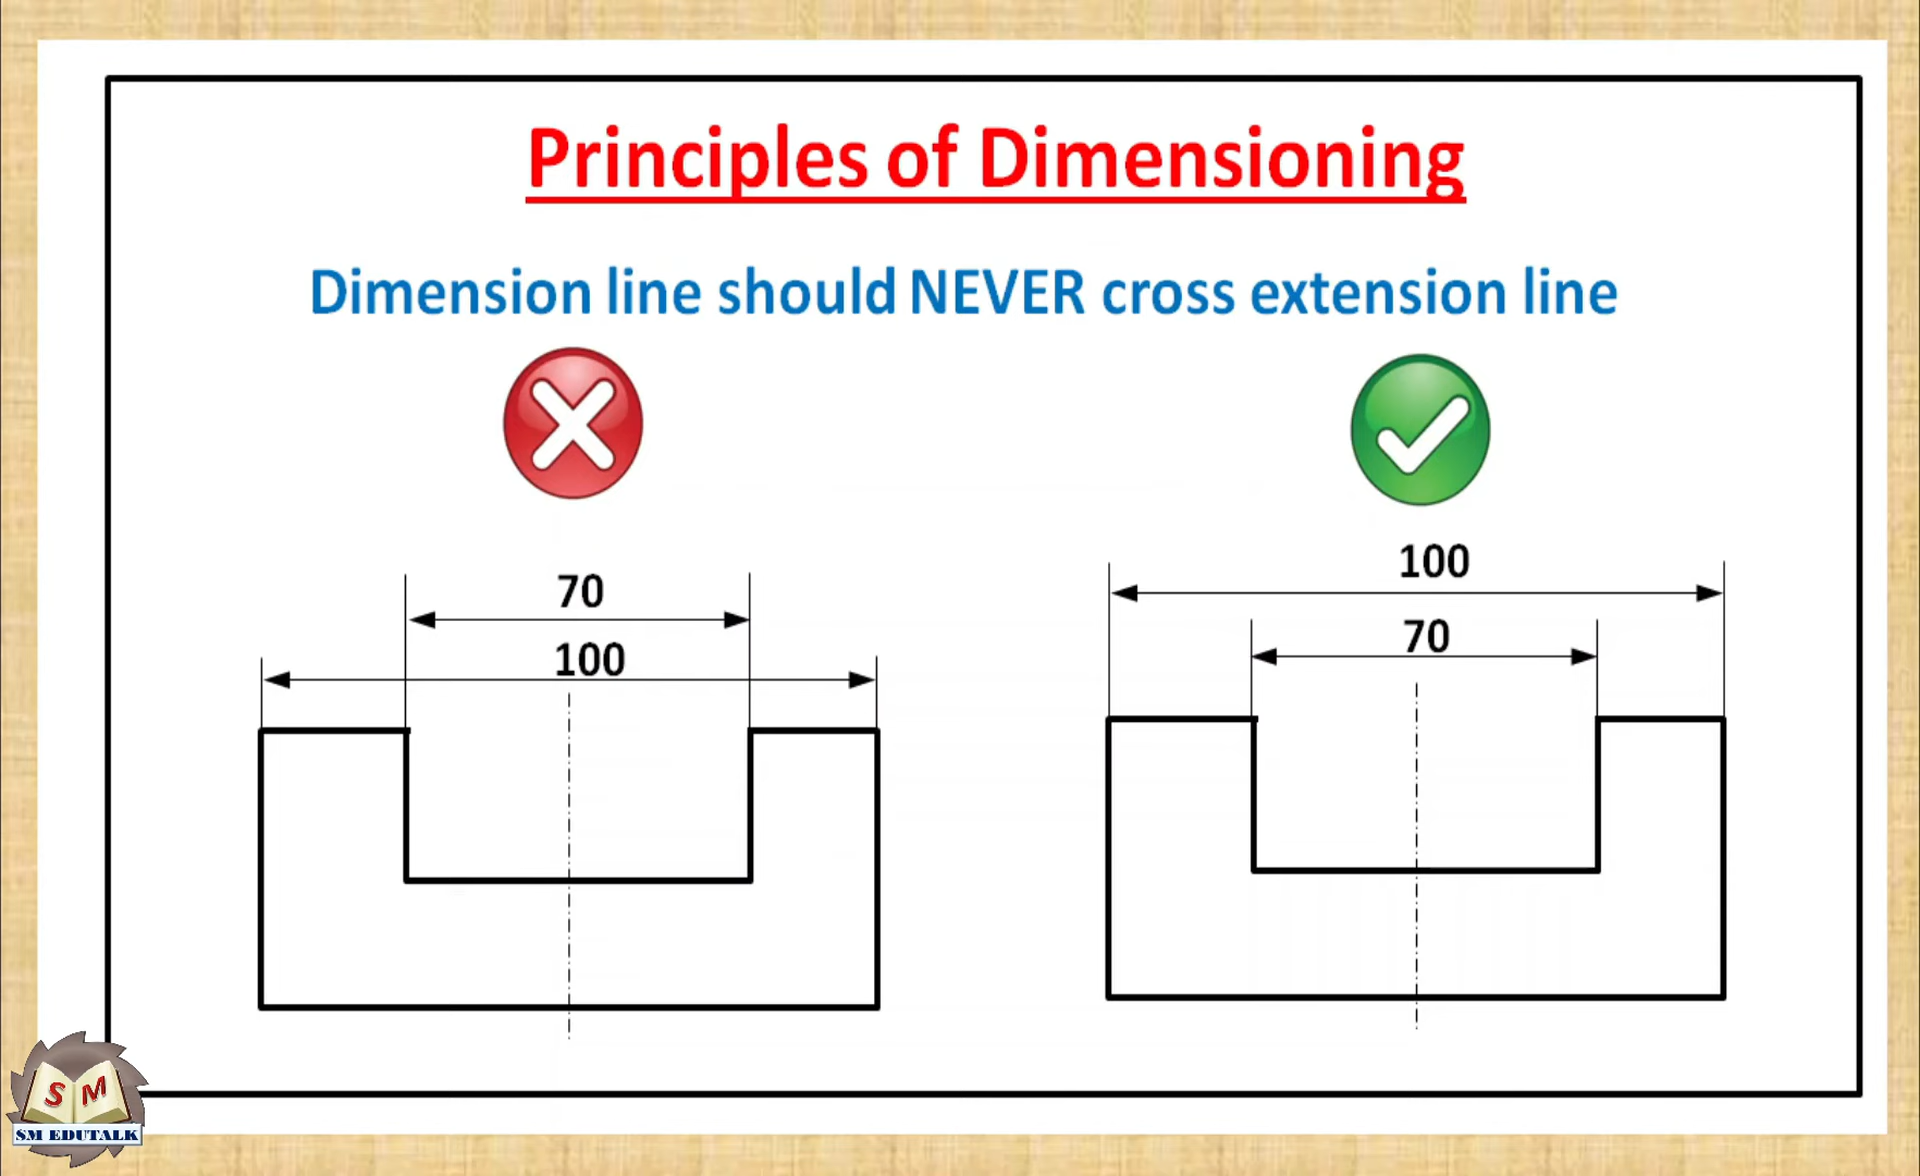 Principles of Dimensioning
Dimension line should NEVER cross extension line
70
100
100
70
S M
SM EDUTALK